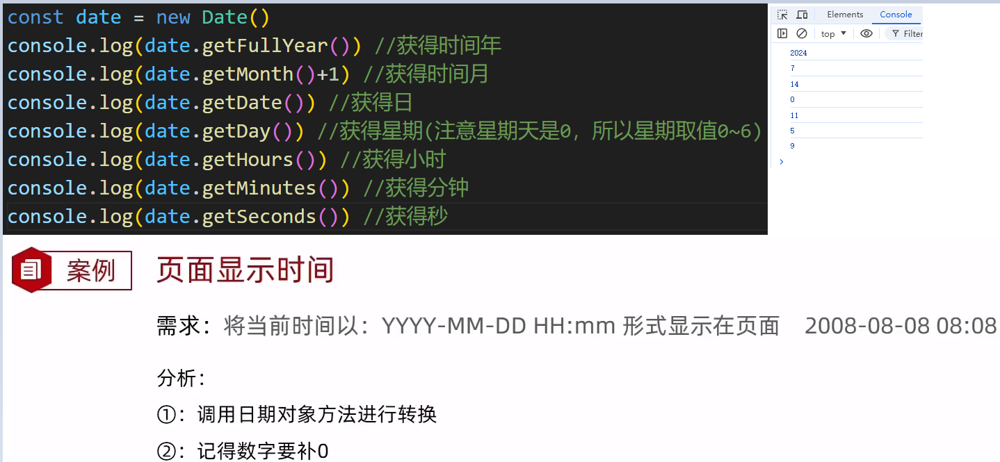 const date = new Date()
console.log(date.getFullYear()) //获得时间年
console.log(date.getMonth()+1) //获得时间月
console.log(date.getDate()) //获得日
console.log(date.getDay()) //获得星期(注意星期天是0，所以星期取值0~6)
console.log(date.getHours()) //获得小时
console.log(date.getMinutes()) //获得分钟
console.log(date.getSeconds()) //获得秒
Elements Console
top Filter
2024
7
14
0
11
5
9
案例 页面显示时间
需求：将当前时间以：YYYY-MM-DD HH:mm 形式显示在页面 2008-08-08 08:08
分析：
①：调用日期对象方法进行转换
②：记得数字要补0